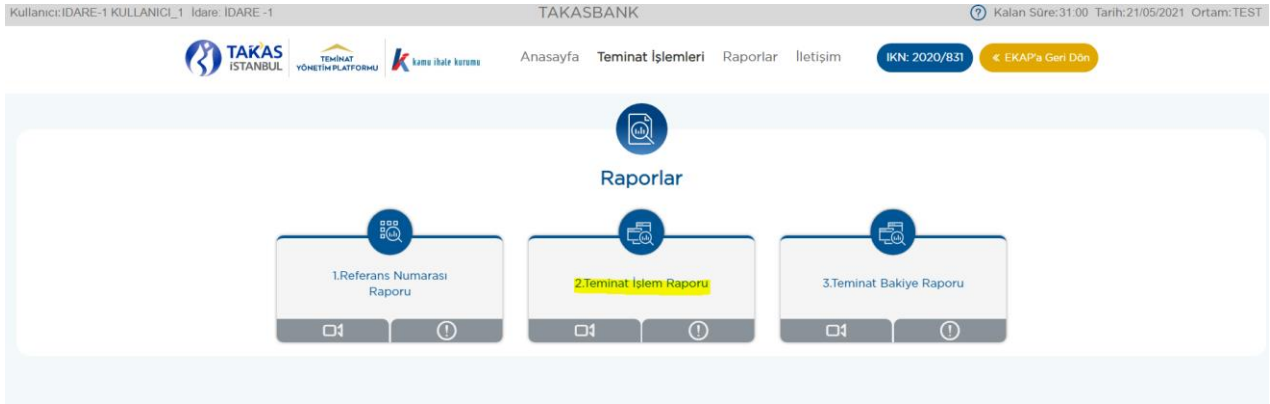 Kullanıcı:IDARE-1 KULLANICI_1 İdare: İDARE -1 TAKASBANK Kalan Süre:31:00 Tarih:21/05/2021 Ortam:TEST
TAKAS İSTANBUL TEMİNAT YÖNETİM PLATFORMU kamu ihale kurumu Anasayfa Teminat İşlemleri Raporlar İletişim IKN: 2020/831 « EKAP'a Geri Dön
Raporlar
1.Referans Numarası Raporu
2.Teminat İşlem Raporu
3.Teminat Bakiye Raporu